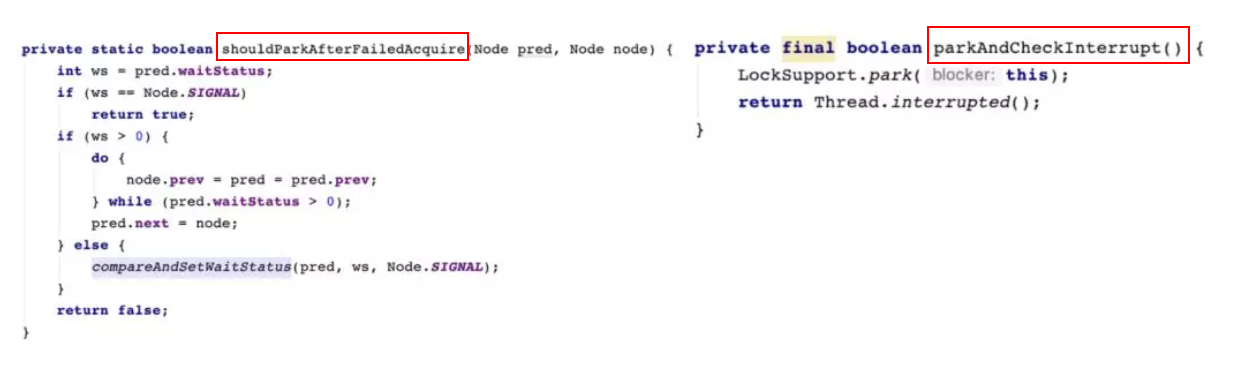 private static boolean shouldParkAfterFailedAcquire(Node pred, Node node) {
int ws = pred.waitStatus;
if (ws == Node.SIGNAL)
return true;
if (ws > 0) {
do {
node.prev = pred = pred.prev;
} while (pred.waitStatus > 0);
pred.next = node;
} else {
compareAndSetWaitStatus(pred, ws, Node.SIGNAL);
}
return false;
}
private final boolean parkAndCheckInterrupt() {
LockSupport.park( blocker: this);
return Thread.interrupted();
}